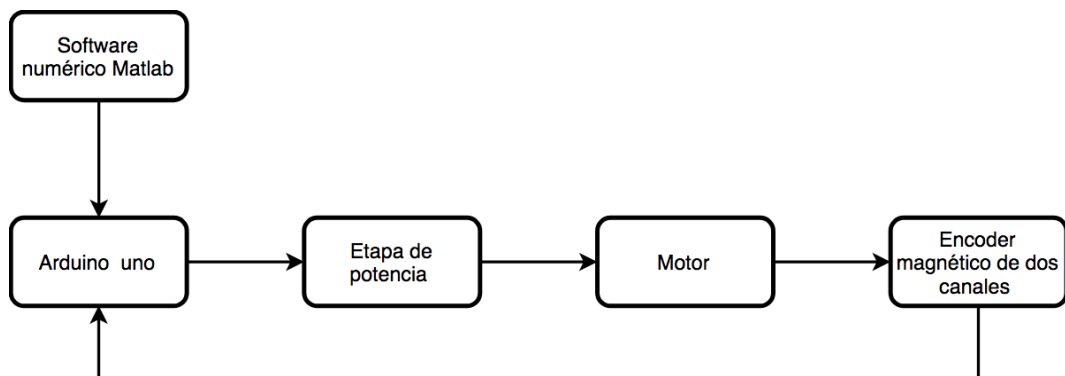 Software
numérico Matlab
Arduino uno
Etapa de
potencia
Motor
Encoder
magnético de dos
canales